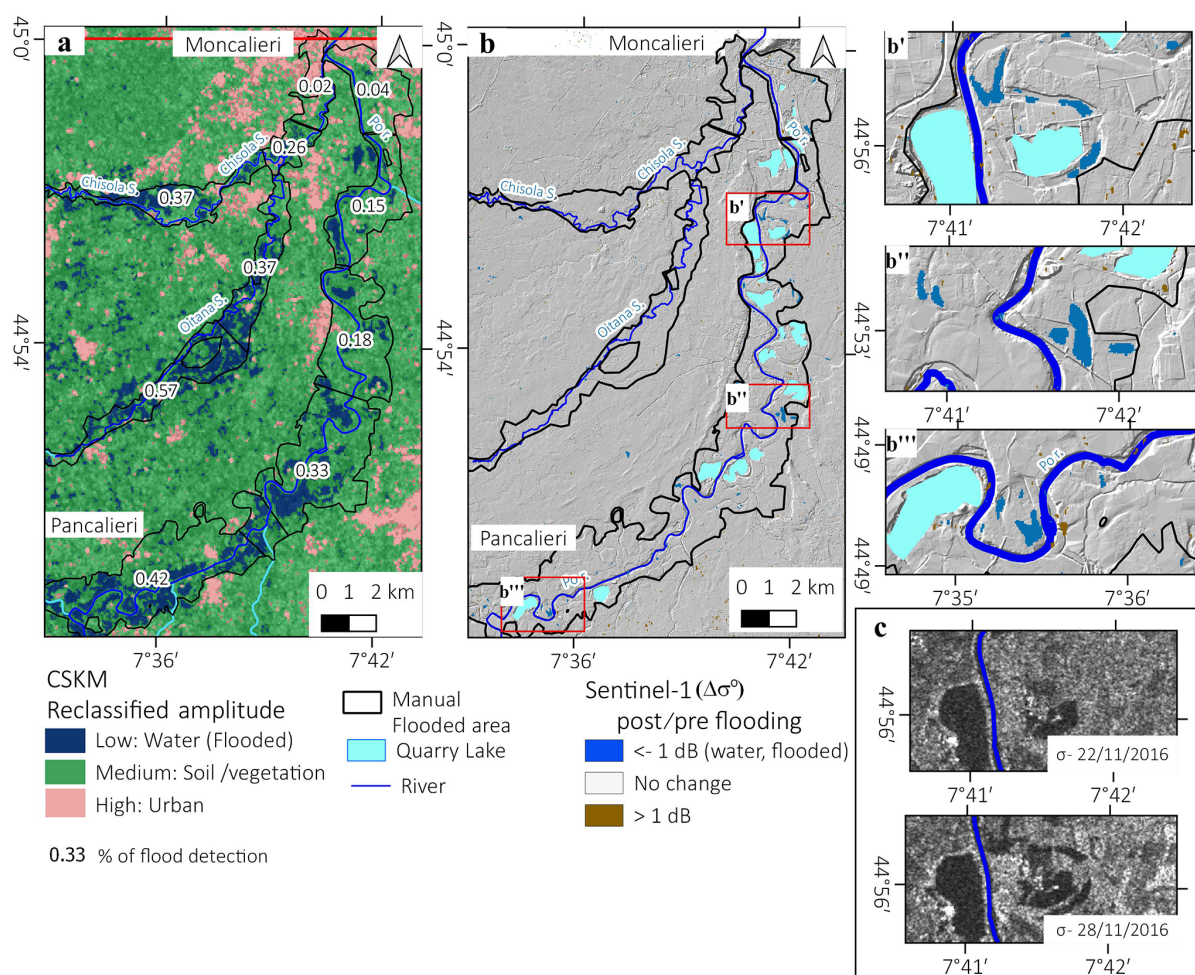 a
Moncalieri
45°0'
0.02
0.04
Po r.
0.26
Chisola S.
Chisola S.
0.37
0.15
0.37
Oitana S.
44°54'
0.18
0.57
0.33
Pancalieri
0.42
0 1 2 km
7°36'
7°42'
b
Moncalieri
45°0'
Po r.
Chisola S.
Chisola S.
b'
Oitana S.
44°54'
b''
Pancalieri
b'''
Po r.
0 1 2 km
7°36'
7°42'
b'
44°56'
7°41'
7°42'
b''
44°53'
7°41'
7°42'
b'''
Po r.
44°49'
44°49'
7°35'
7°36'
c
44°56'
σ- 22/11/2016
7°41'
7°42'
44°56'
σ- 28/11/2016
7°41'
7°42'
CSKM
Reclassified amplitude
Low: Water (Flooded)
Medium: Soil /vegetation
High: Urban
0.33 % of flood detection
Manual
Flooded area
Quarry Lake
River
Sentinel-1 (Δσ°)
post/pre flooding
<- 1 dB (water, flooded)
No change
> 1 dB